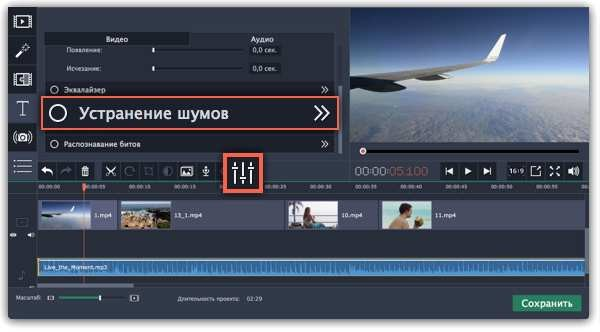 Видео Аудио
Появление: 0,0 сек.
Исчезание: 0,0 сек.
Эквалайзер
Устранение шумов
Распознавание битов
00:00:05.100
16:9
00:00:00 00:00:05 00:00:10 00:00:15 00:00:25 00:00:30 00:00:35 00:00:40 00:00:45 00:00:50 00:00:55
1.mp4 13_1.mp4 10.mp4 11.mp4
Live_the_Moment.mp3
Масштаб: Длительность проекта: 02:29 Сохранить